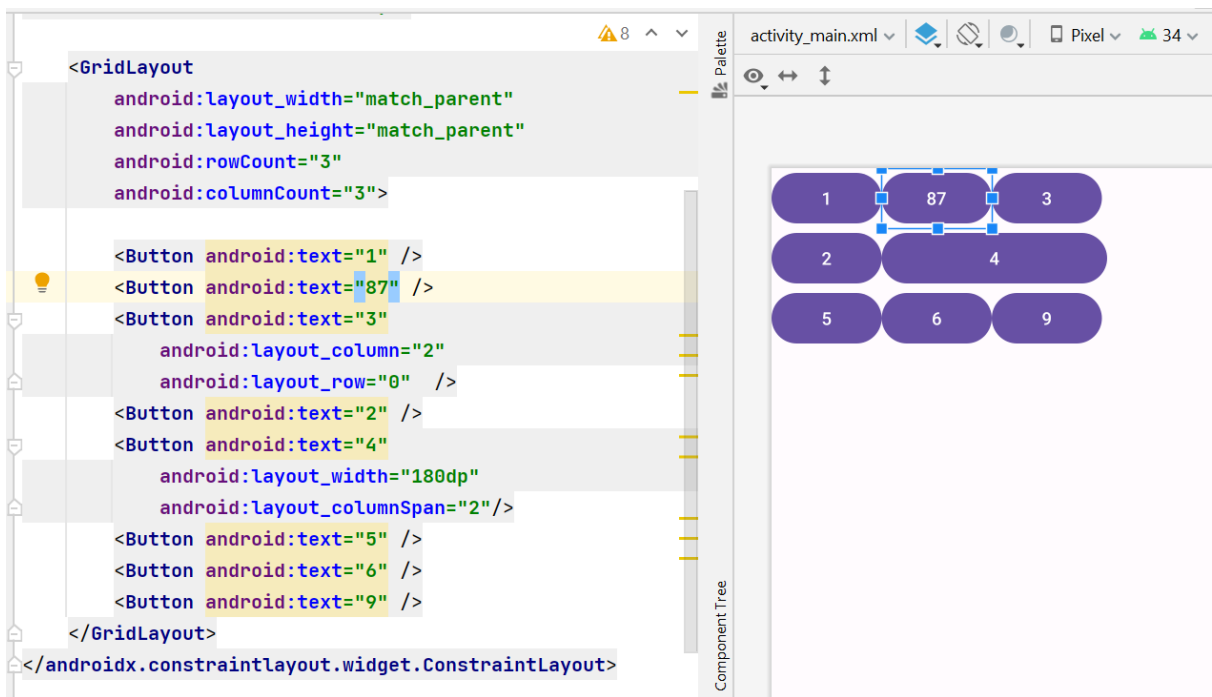 8
<GridLayout
android:layout_width="match_parent"
android:layout_height="match_parent"
android:rowCount="3"
android:columnCount="3">
<Button android:text="1" />
<Button android:text="87" />
<Button android:text="3"
android:layout_column="2"
android:layout_row="0"  />
<Button android:text="2" />
<Button android:text="4"
android:layout_width="180dp"
android:layout_columnSpan="2"/>
<Button android:text="5" />
<Button android:text="6" />
<Button android:text="9" />
</GridLayout>
</androidx.constraintlayout.widget.ConstraintLayout>
Palette
Component Tree
activity_main.xml Pixel 34
1 87 3
2 4
5 6 9